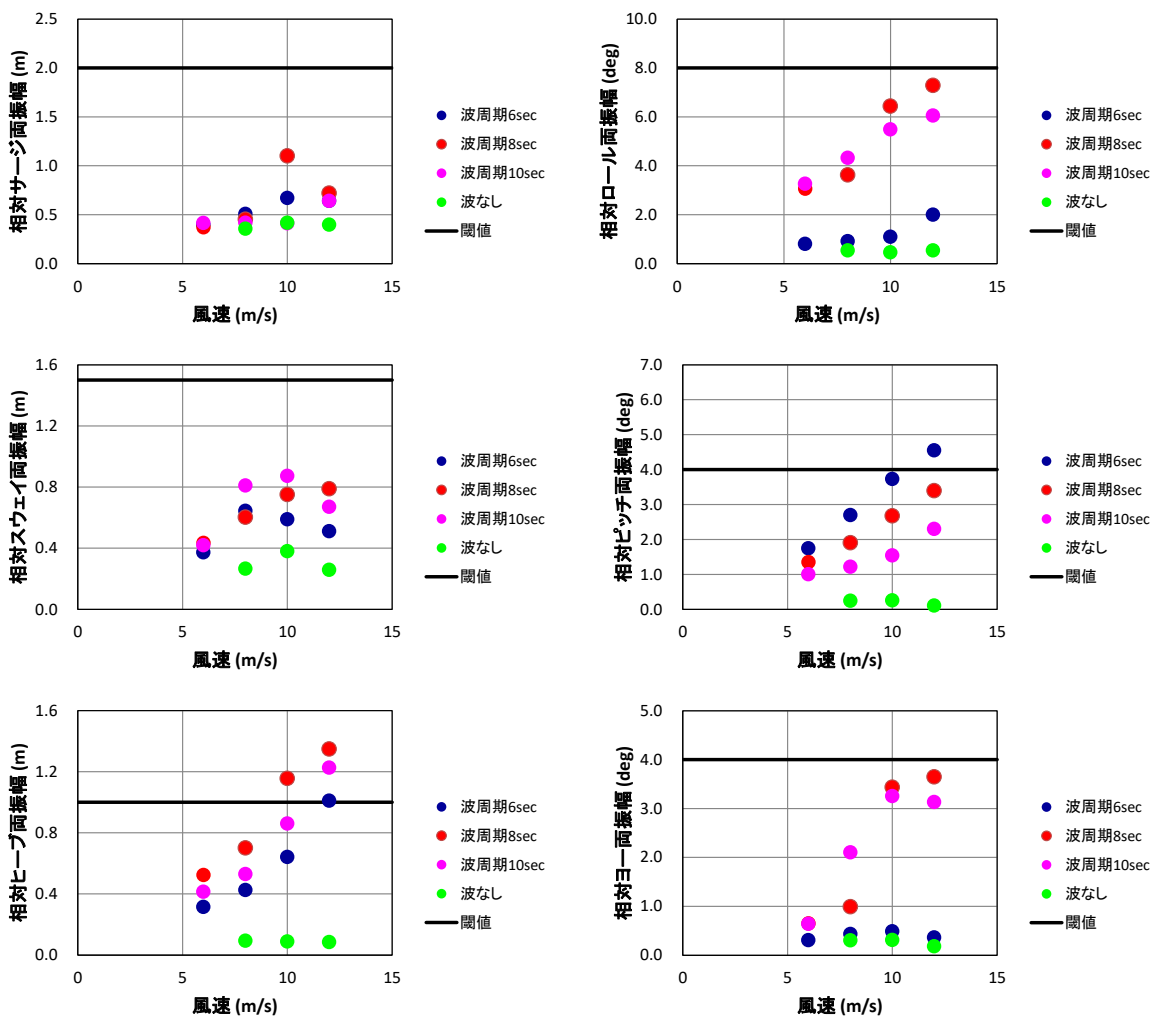 相対サージ両振幅 (m)
2.5
2.0
1.5
1.0
0.5
0.0
0
5
10
15
風速 (m/s)
波周期6sec
波周期8sec
波周期10sec
波なし
閾値
相対ロール両振幅 (deg)
10.0
8.0
6.0
4.0
2.0
0.0
0
5
10
15
風速 (m/s)
波周期6sec
波周期8sec
波周期10sec
波なし
閾値
相対スウェイ両振幅 (m)
1.6
1.2
0.8
0.4
0.0
0
5
10
15
風速 (m/s)
波周期6sec
波周期8sec
波周期10sec
波なし
閾値
相対ピッチ両振幅 (deg)
7.0
6.0
5.0
4.0
3.0
2.0
1.0
0.0
0
5
10
15
風速 (m/s)
波周期6sec
波周期8sec
波周期10sec
波なし
閾値
相対ヒーブ両振幅 (m)
1.6
1.2
0.8
0.4
0.0
0
5
10
15
風速 (m/s)
波周期6sec
波周期8sec
波周期10sec
波なし
閾値
相対ヨー両振幅 (deg)
5.0
4.0
3.0
2.0
1.0
0.0
0
5
10
15
風速 (m/s)
波周期6sec
波周期8sec
波周期10sec
波なし
閾値